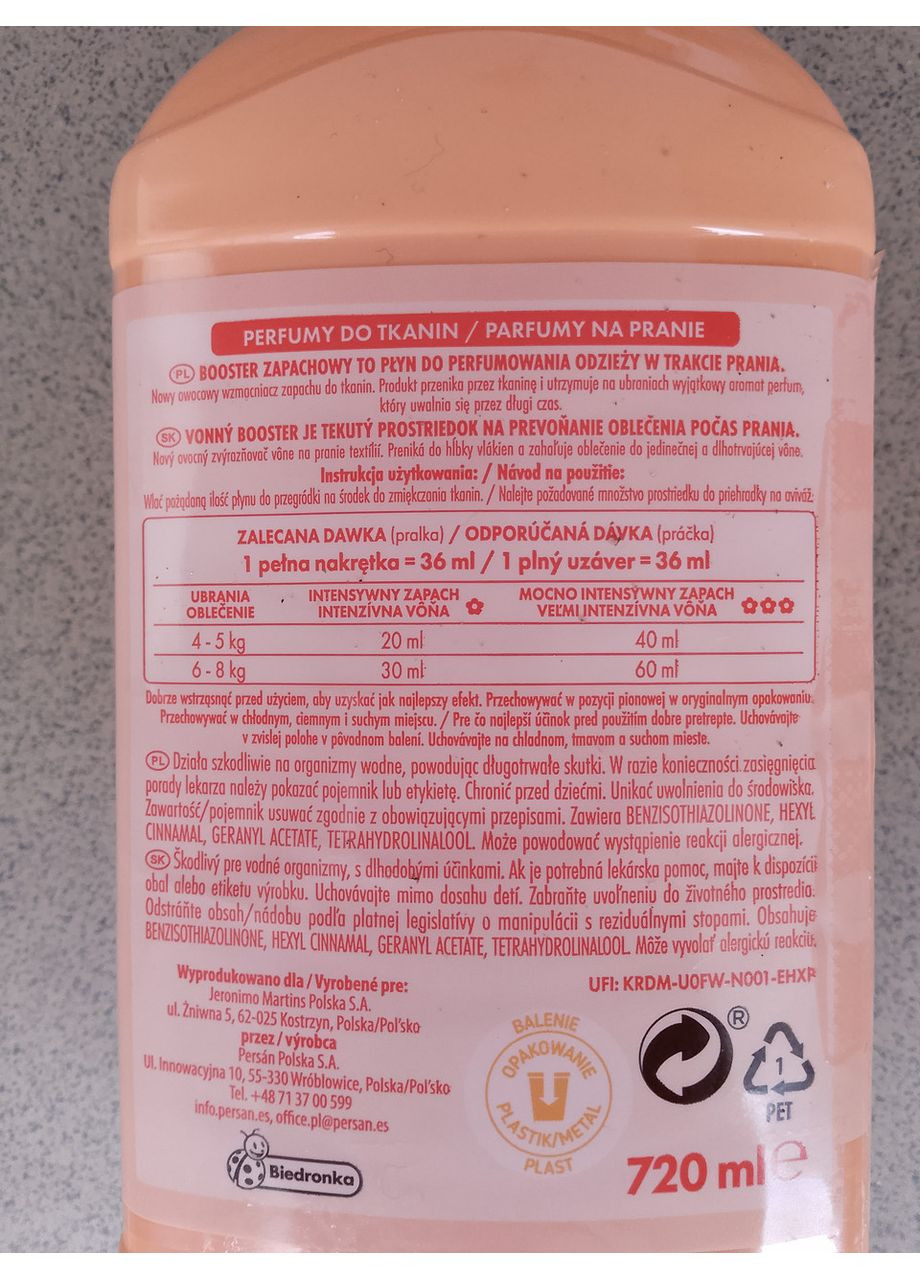 PERFUMY DO TKANIN / PARFUMY NA PRANIE
PL BOOSTER ZAPACHOWY TO PŁYN DO PERFUMOWANIA ODZIEŻY W TRAKCIE PRANIA.
Nowy owocowy wzmacniacz zapachu do tkanin. Produkt przenika przez tkaninę i utrzymuje na ubraniach wyjątkowy aromat perfum,
który uwalnia się przez długi czas.
SK VONNÝ BOOSTER JE TEKUTÝ PROSTRIEDOK NA PREVOŇANIE OBLEČENIA POČAS PRANIA.
Nový ovocný zvýrazňovač vône na pranie textílií. Preniká do hĺbky vlákien a zahaľuje oblečenie do jedinečnej a dlhotrvajúcej vône.
Instrukcja użytkowania: / Návod na použitie:
Wlać pożądaną ilość płynu do przegródki na środek do zmiękczania tkanin. / Nalejte požadované množstvo prostriedku do priehradky na aviváž:
ZALECANA DAWKA (pralka) / ODPORÚČANÁ DÁVKA (práčka)
1 pełna nakrętka = 36 ml / 1 plný uzáver = 36 ml
UBRANIA INTENSYWNY ZAPACH MOCNO INTENSYWNY ZAPACH
OBLEČENIE INTENZÍVNA VÔŇA VEĽMI INTENZÍVNA VÔŇA
4 - 5 kg 20 ml 40 ml
6 - 8 kg 30 ml 60 ml
Dobrze wstrząsnąć przed użyciem, aby uzyskać jak najlepszy efekt. Przechowywać w pozycji pionowej w oryginalnym opakowaniu.
Przechowywać w chłodnym, ciemnym i suchym miejscu. / Pre čo najlepší účinok pred použitím dobre pretrepte. Uchovávajte
v zvislej polohe v pôvodnom balení. Uchovávajte na chladnom, tmavom a suchom mieste.
PL Działa szkodliwie na organizmy wodne, powodując długotrwałe skutki. W razie konieczności zasięgnięcia
porady lekarza należy pokazać pojemnik lub etykietę. Chronić przed dziećmi. Unikać uwolnienia do środowiska.
Zawartość/pojemnik usuwać zgodnie z obowiązującymi przepisami. Zawiera BENZISOTHIAZOLINONE, HEXYL
CINNAMAL, GERANYL ACETATE, TETRAHYDROLINALOOL. Może powodować wystąpienie reakcji alergicznej.
SK Škodlivý pre vodné organizmy, s dlhodobými účinkami. Ak je potrebná lekárska pomoc, majte k dispozícii
obal alebo etiketu výrobku. Uchovávajte mimo dosahu detí. Zabráňte uvoľneniu do životného prostredia.
Odstráňte obsah/nádobu podľa platnej legislatívy o manipulácii s reziduálnymi stopami. Obsahuje
BENZISOTHIAZOLINONE, HEXYL CINNAMAL, GERANYL ACETATE, TETRAHYDROLINALOOL. Môže vyvolať alergickú reakciu.
Wyprodukowano dla / Vyrobené pre:
Jeronimo Martins Polska S.A.
ul. Żniwna 5, 62-025 Kostrzyn, Polska/Poľsko
przez / výrobca
Persán Polska S.A.
Ul. Innowacyjna 10, 55-330 Wróblowice, Polska/Poľsko
Tel. +48 71 37 00 599
info.persan.es, office.pl@persan.es
Biedronka
UFI: KRDM-U0FW-N001-EHXP
BALENIE
OPAKOWANIE
PLASTIK/METAL
PLAST
®
1
PET
720 ml e